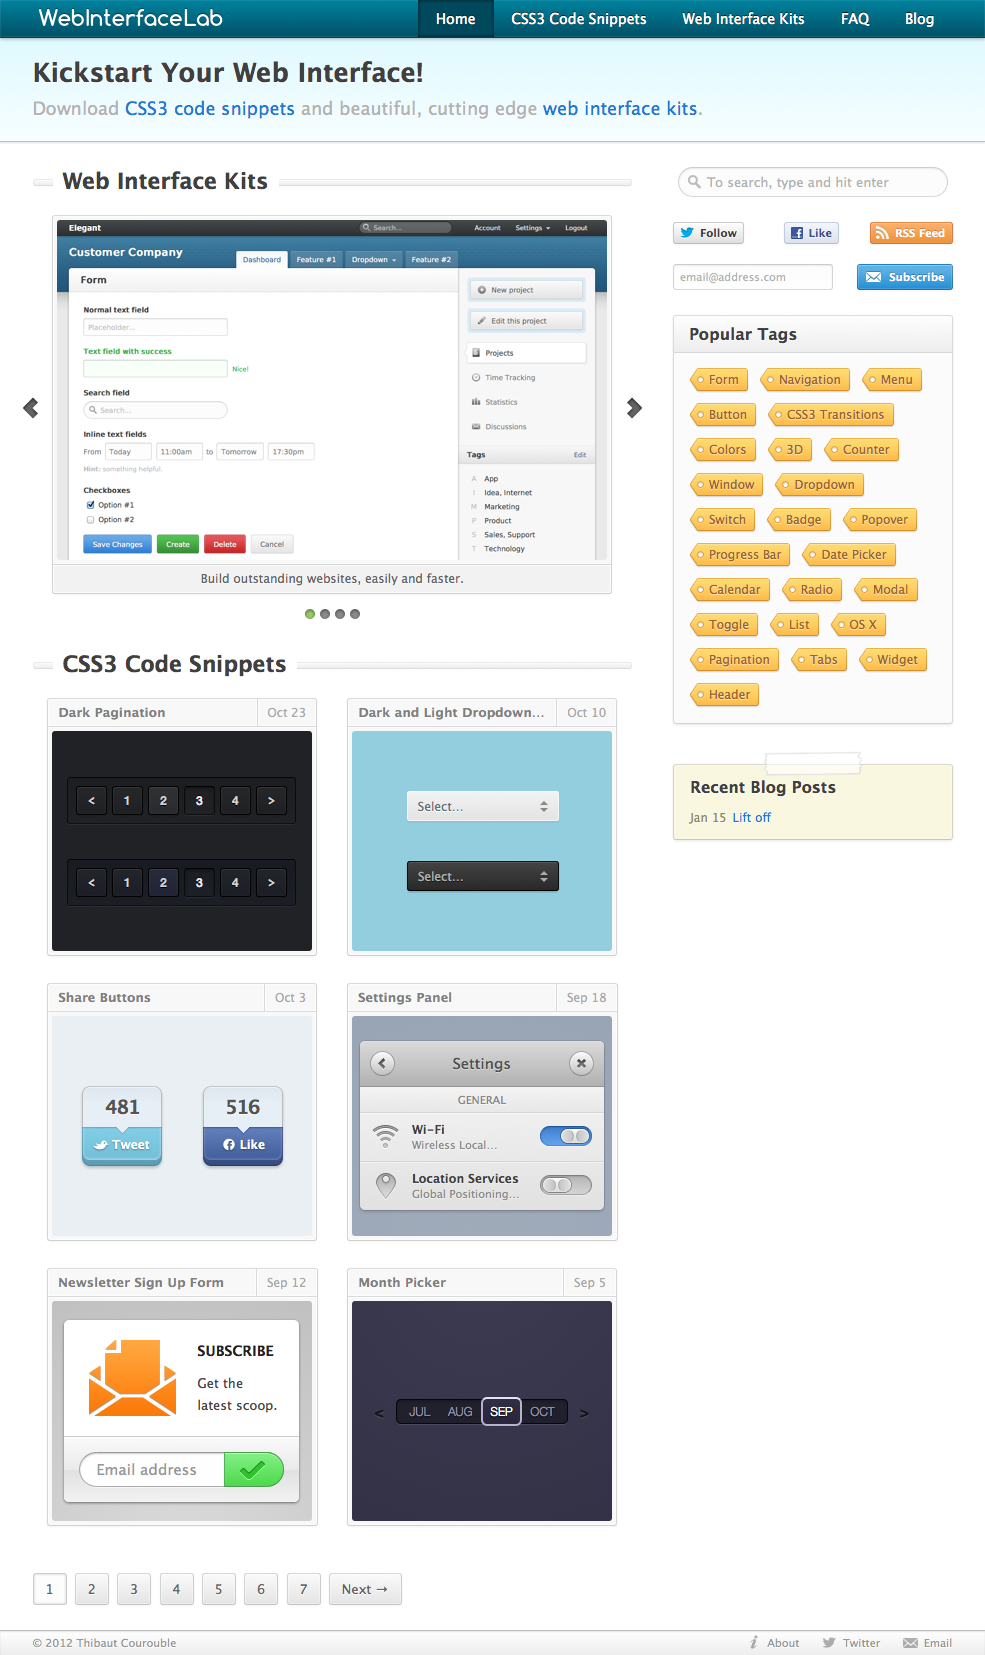 WebInterfaceLab
Home
CSS3 Code Snippets
Web Interface Kits
FAQ
Blog
Kickstart Your Web Interface!
Download CSS3 code snippets and beautiful, cutting edge web interface kits.
Web Interface Kits
Elegant
Search...
Account
Settings
Logout
Customer Company
Dashboard
Feature #1
Dropdown
Feature #2
Form
Normal text field
Placeholder...
Text field with success
Nice!
Search field
Search...
Inline text fields
From Today 11:00am to Tomorrow 17:30pm
Hint: something helpful.
Checkboxes
Option #1
Option #2
Save Changes
Create
Delete
Cancel
New project
Edit this project
Projects
Time Tracking
Statistics
Discussions
Tags Edit
A App
I Idea, Internet
M Marketing
P Product
S Sales, Support
T Technology
Build outstanding websites, easily and faster.
CSS3 Code Snippets
Dark Pagination Oct 23
< 1 2 3 4 >
< 1 2 3 4 >
Dark and Light Dropdown... Oct 10
Select...
Select...
Share Buttons Oct 3
481
Tweet
516
Like
Settings Panel Sep 18
Settings
GENERAL
Wi-Fi
Wireless Local...
Location Services
Global Positioning...
Newsletter Sign Up Form Sep 12
SUBSCRIBE
Get the
latest scoop.
Email address
Month Picker Sep 5
< JUL AUG SEP OCT >
1 2 3 4 5 6 7 Next →
To search, type and hit enter
Follow
Like
RSS Feed
email@address.com
Subscribe
Popular Tags
Form Navigation Menu
Button CSS3 Transitions
Colors 3D Counter
Window Dropdown
Switch Badge Popover
Progress Bar Date Picker
Calendar Radio Modal
Toggle List OS X
Pagination Tabs Widget
Header
Recent Blog Posts
Jan 15 Lift off
© 2012 Thibaut Courouble
About
Twitter
Email